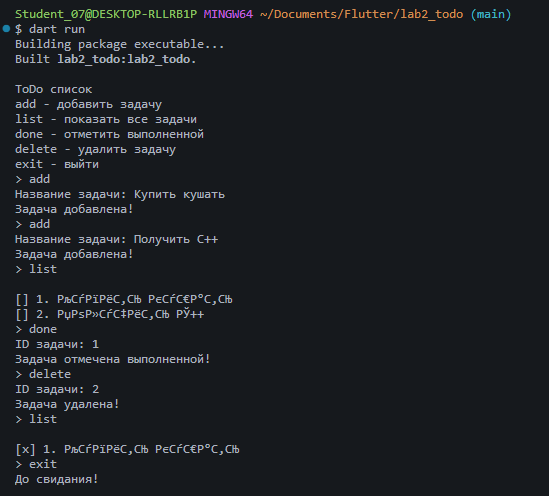 Student_07@DESKTOP-RLLRB1P MINGW64 ~/Documents/Flutter/lab2_todo (main)
$ dart run
Building package executable...
Built lab2_todo:lab2_todo.
ToDo список
add - добавить задачу
list - показать все задачи
done - отметить выполненной
delete - удалить задачу
exit - выйти
> add
Название задачи: Купить кушать
Задача добавлена!
> add
Название задачи: Получить С++
Задача добавлена!
> list
[] 1. РљСѓРїРёС‚СЊ РєСѓС€Р°С‚СЊ
[] 2. РџРѕР»СѓС‡РёС‚СЊ РЎ++
> done
ID задачи: 1
Задача отмечена выполненной!
> delete
ID задачи: 2
Задача удалена!
> list
[x] 1. РљСѓРїРёС‚СЊ РєСѓС€Р°С‚СЊ
> exit
До свидания!